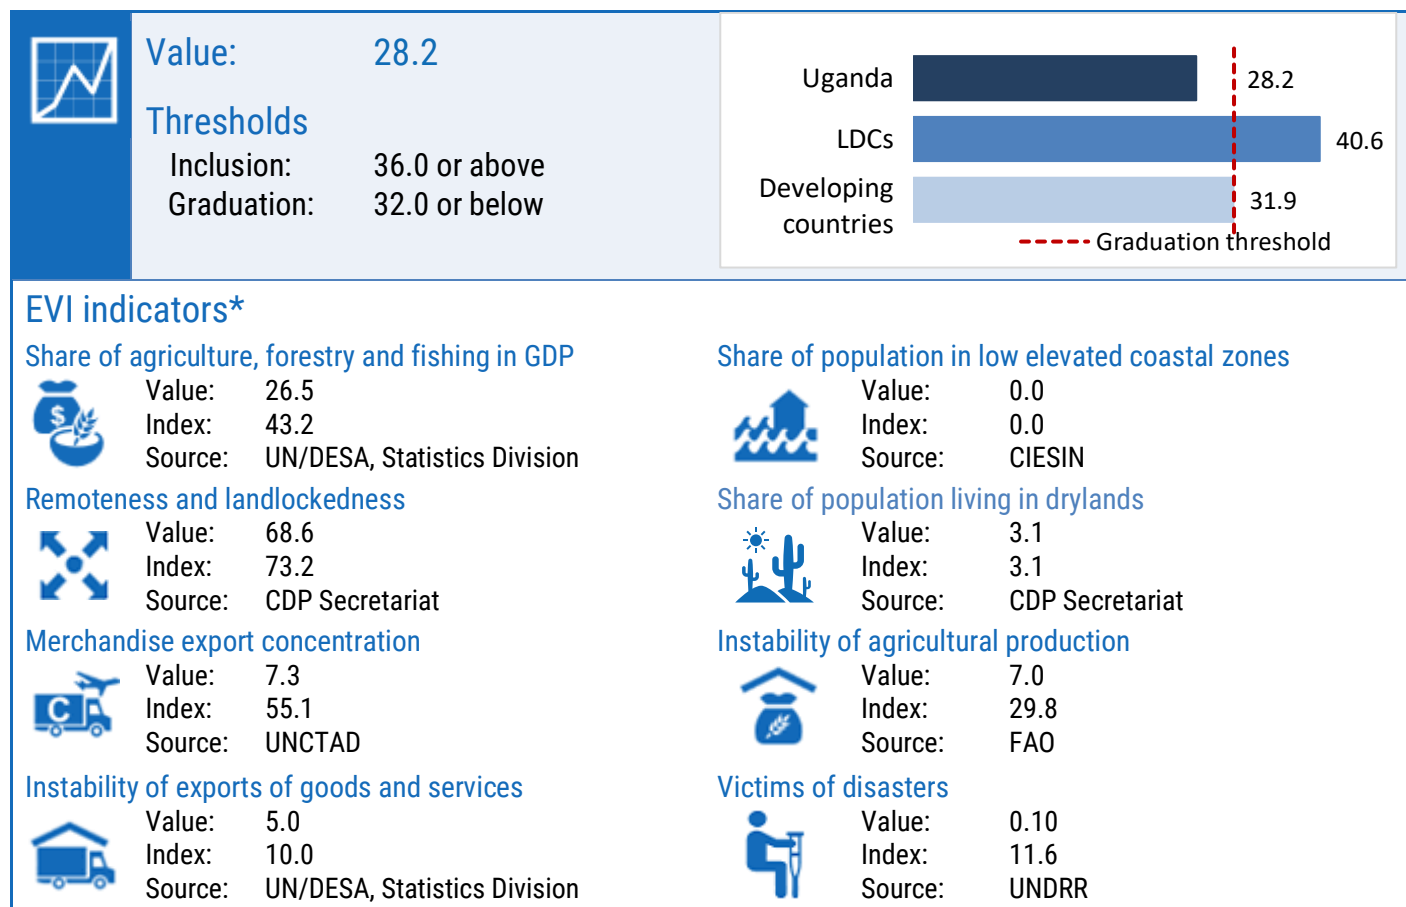 Value: 28.2
Thresholds
Inclusion: 36.0 or above
Graduation: 32.0 or below
Uganda 28.2
LDCs 40.6
Developing
countries 31.9
Graduation threshold
EVI indicators*
Share of agriculture, forestry and fishing in GDP
Value: 26.5
Index: 43.2
Source: UN/DESA, Statistics Division
Share of population in low elevated coastal zones
Value: 0.0
Index: 0.0
Source: CIESIN
Remoteness and landlockedness
Value: 68.6
Index: 73.2
Source: CDP Secretariat
Share of population living in drylands
Value: 3.1
Index: 3.1
Source: CDP Secretariat
Merchandise export concentration
C
Value: 7.3
Index: 55.1
Source: UNCTAD
Instability of agricultural production
Value: 7.0
Index: 29.8
Source: FAO
Instability of exports of goods and services
Value: 5.0
Index: 10.0
Source: UN/DESA, Statistics Division
Victims of disasters
Value: 0.10
Index: 11.6
Source: UNDRR